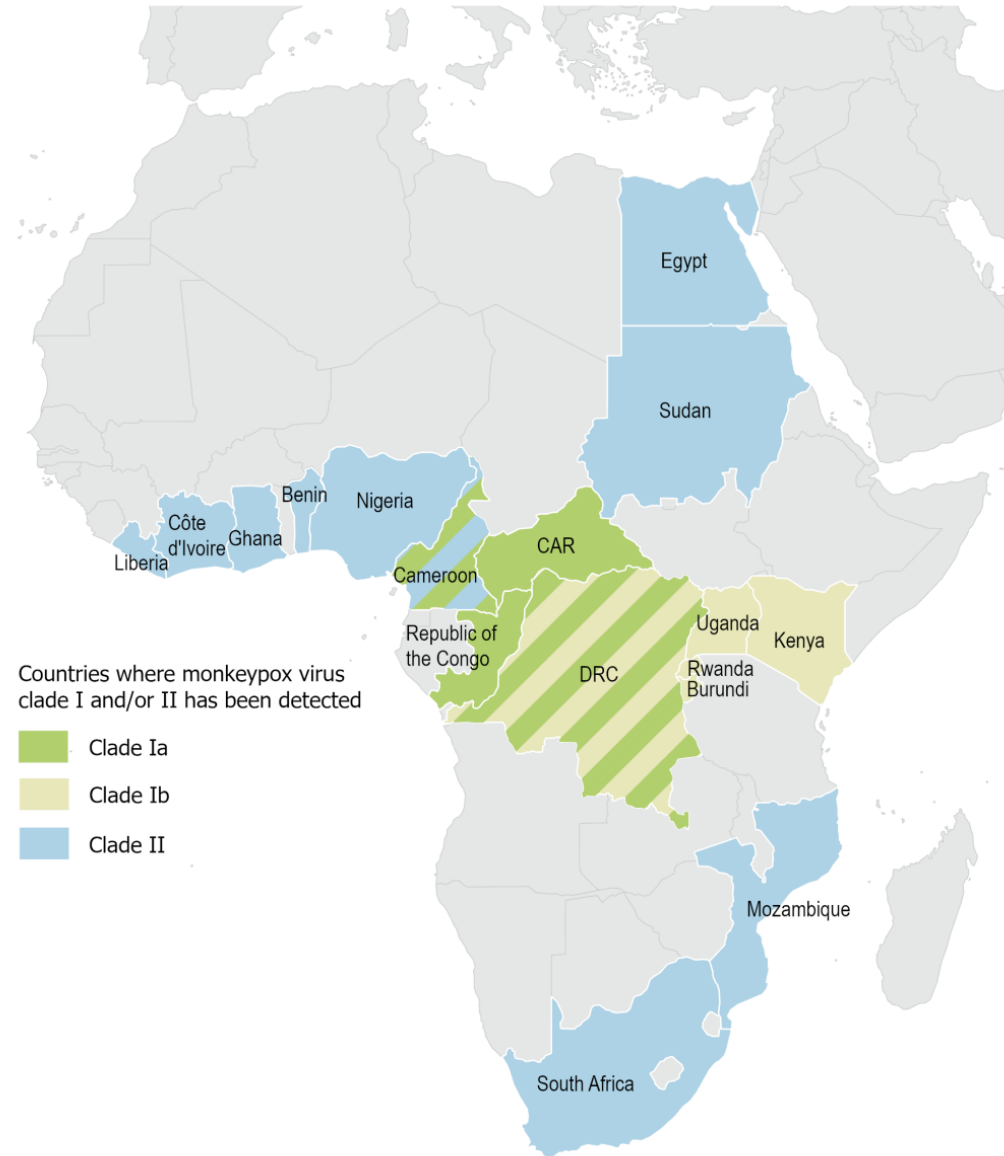 Egypt
Sudan
Benin
Nigeria
Côte
d'Ivoire
Ghana
Liberia
CAR
Cameroon
Uganda
Kenya
Republic of
the Congo
DRC
Rwanda
Burundi
Countries where monkeypox virus
clade I and/or II has been detected
Clade Ia
Clade Ib
Clade II
Mozambique
South Africa